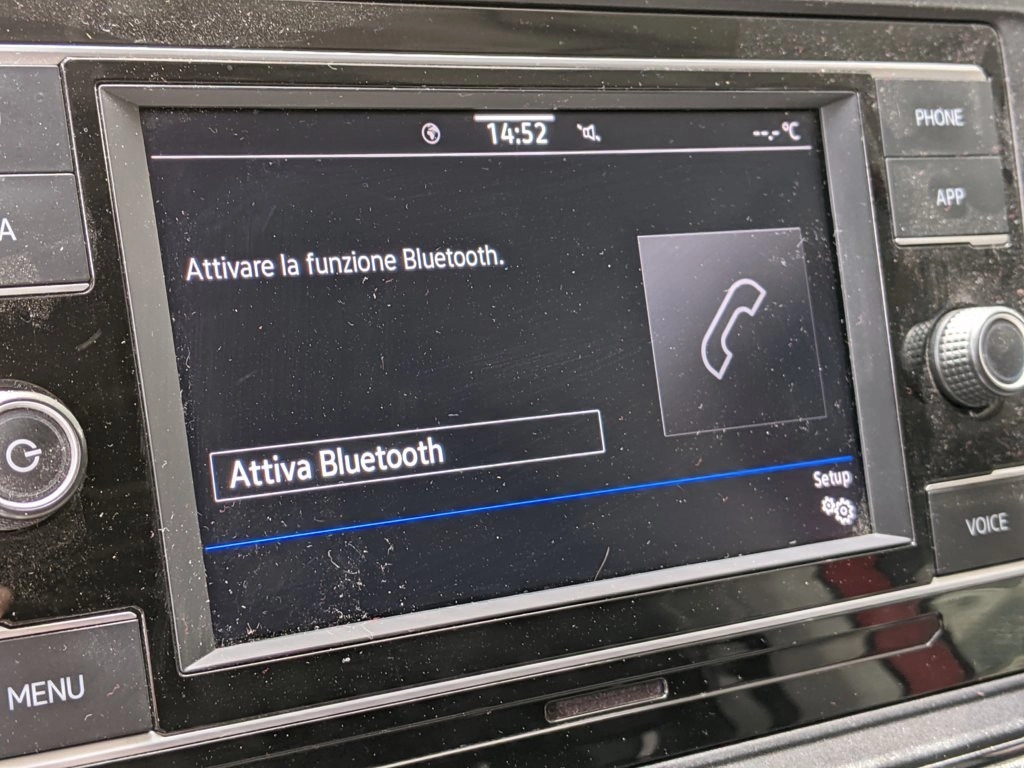 14:52
--.- °C
Attivare la funzione Bluetooth.
Attiva Bluetooth
Setup
PHONE
APP
VOICE
A
MENU